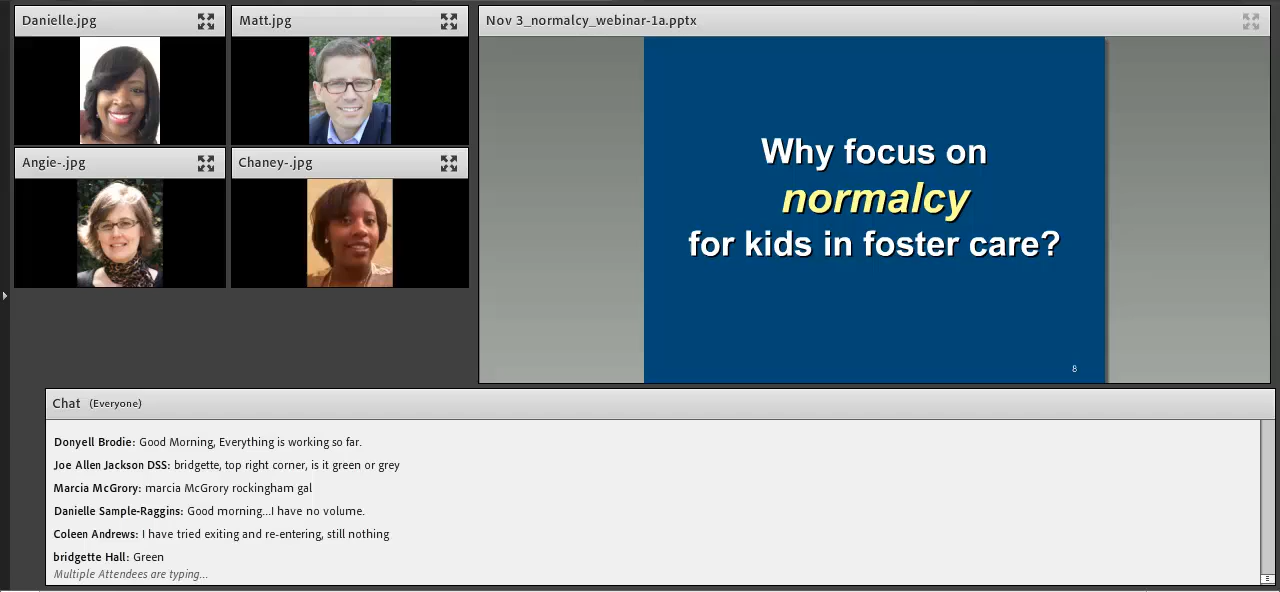 Danielle.jpg
Matt.jpg
Nov 3_normalcy_webinar-1a.pptx
Angie-.jpg
Chaney-.jpg
Why focus on
normalcy
for kids in foster care?
8
Chat (Everyone)
Donyell Brodie: Good Morning, Everything is working so far.
Joe Allen Jackson DSS: bridgette, top right corner, is it green or grey
Marcia McGrory: marcia McGrory rockingham gal
Danielle Sample-Raggins: Good morning...I have no volume.
Coleen Andrews: I have tried exiting and re-entering, still nothing
bridgette Hall: Green
Multiple Attendees are typing...